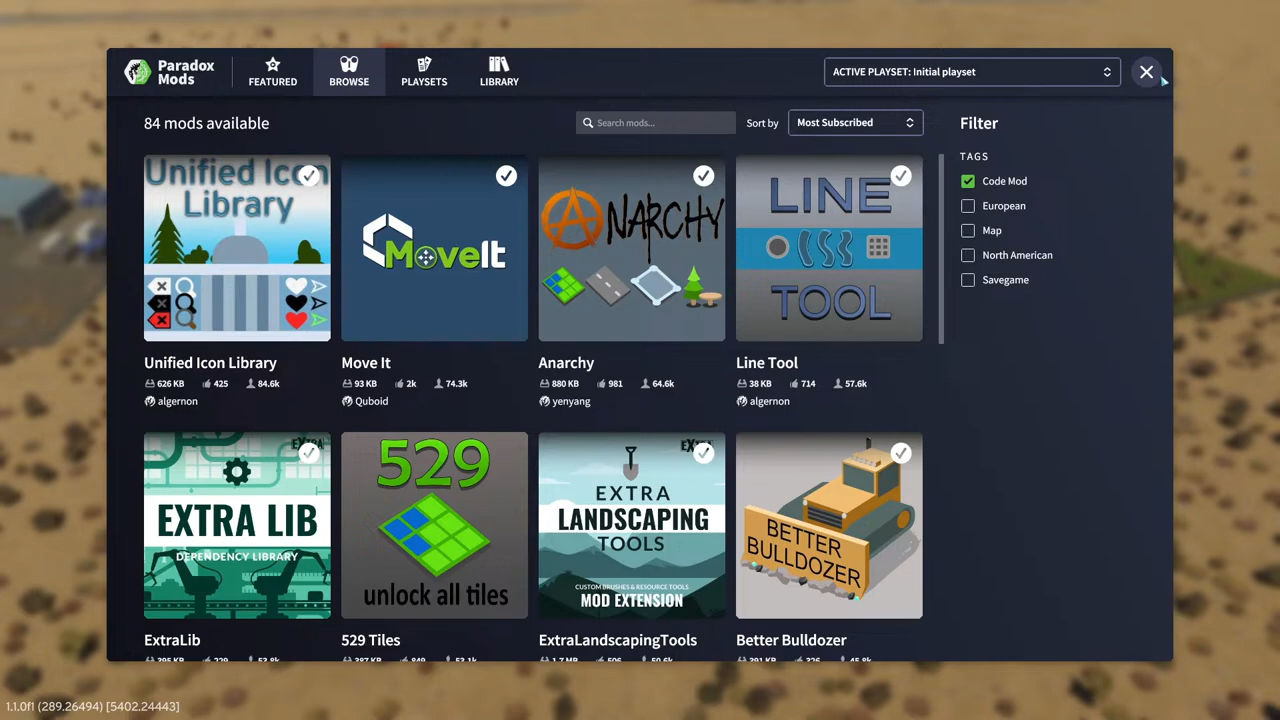 Paradox
Mods
FEATURED
BROWSE
PLAYSETS
LIBRARY
ACTIVE PLAYSET: Initial playset
84 mods available
Search mods...
Sort by
Most Subscribed
Filter
TAGS
Code Mod
European
Map
North American
Savegame
Unified Icon
Library
MoveIt
ANARCHY
LINE
TOOL
Unified Icon Library
626 KB 425 84.6k
algernon
Move It
93 KB 2k 74.3k
Quboid
Anarchy
880 KB 981 64.6k
yenyang
Line Tool
38 KB 714 57.6k
algernon
EXTRA LIB
DEPENDENCY LIBRARY
529
unlock all tiles
EXTRA
LANDSCAPING
TOOLS
CUSTOM BRUSHES & RESOURCE TOOLS
MOD EXTENSION
BETTER
BULLDOZER
ExtraLib
529 Tiles
ExtraLandscapingTools
Better Bulldozer
1.1.0f1 (289.26494) [5402.24443]